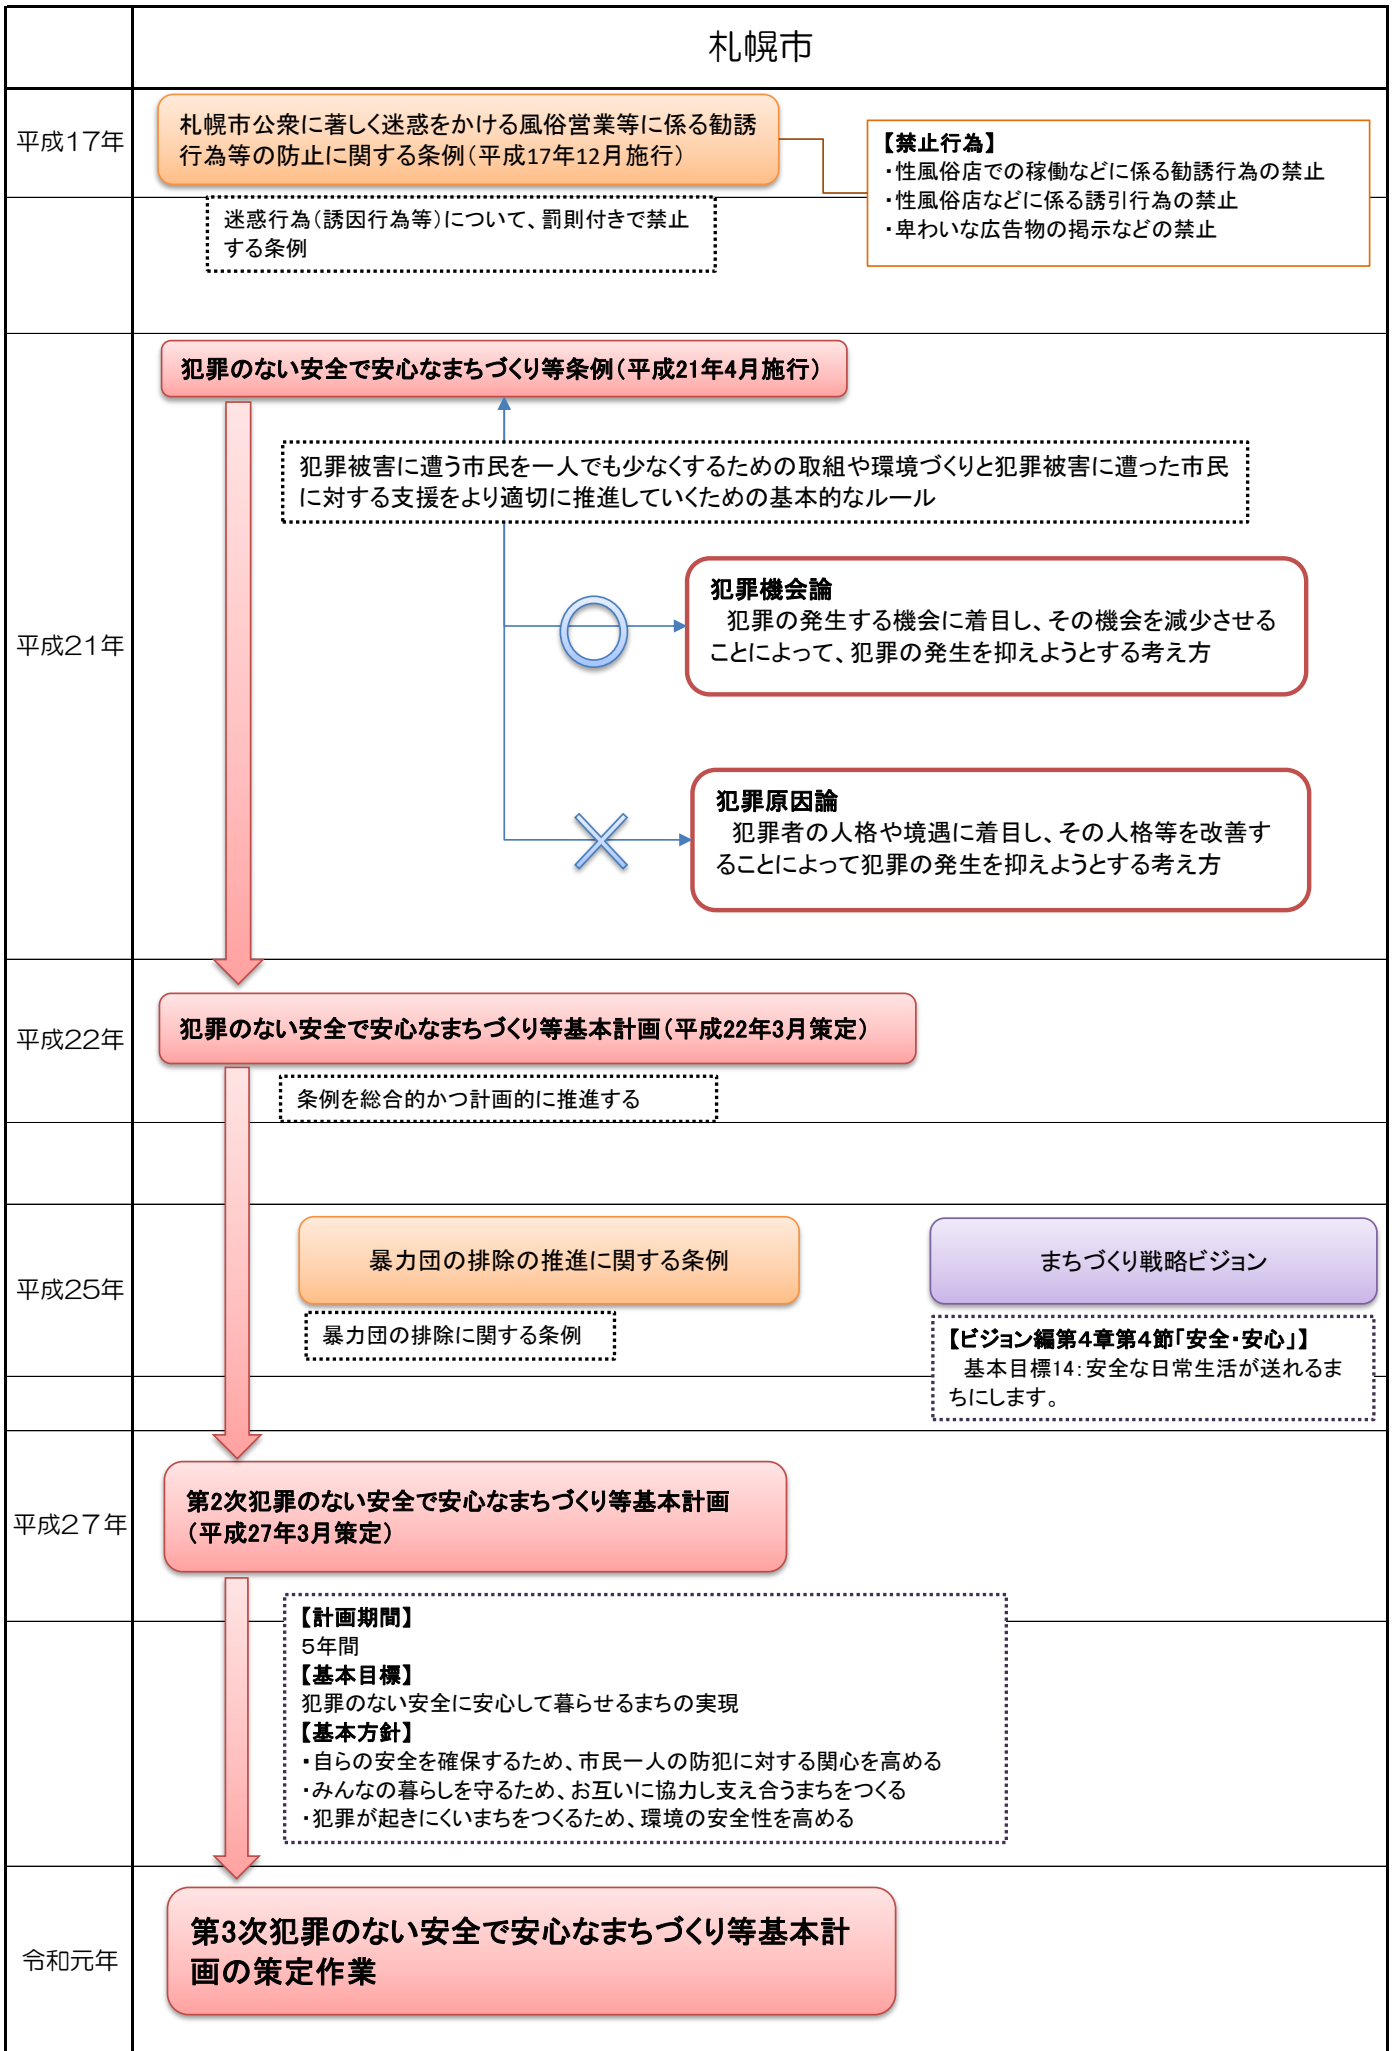 札幌市
平成17年
札幌市公衆に著しく迷惑をかける風俗営業等に係る勧誘
行為等の防止に関する条例（平成17年12月施行）
【禁止行為】
・性風俗店での稼働などに係る勧誘行為の禁止
・性風俗店などに係る誘引行為の禁止
・卑わいな広告物の掲示などの禁止
迷惑行為（誘因行為等）について、罰則付きで禁止
する条例
平成21年
犯罪のない安全で安心なまちづくり等条例（平成21年4月施行）
犯罪被害に遭う市民を一人でも少なくするための取組や環境づくりと犯罪被害に遭った市民
に対する支援をより適切に推進していくための基本的なルール
犯罪機会論
犯罪の発生する機会に着目し、その機会を減少させる
ことによって、犯罪の発生を抑えようとする考え方
犯罪原因論
犯罪者の人格や境遇に着目し、その人格等を改善す
ることによって犯罪の発生を抑えようとする考え方
平成22年
犯罪のない安全で安心なまちづくり等基本計画（平成22年3月策定）
条例を総合的かつ計画的に推進する
平成25年
暴力団の排除の推進に関する条例
暴力団の排除に関する条例
まちづくり戦略ビジョン
【ビジョン編第4章第4節「安全・安心」】
基本目標14：安全な日常生活が送れるま
ちにします。
平成２７年
第2次犯罪のない安全で安心なまちづくり等基本計画
（平成27年3月策定）
【計画期間】
５年間
【基本目標】
犯罪のない安全に安心して暮らせるまちの実現
【基本方針】
・自らの安全を確保するため、市民一人の防犯に対する関心を高める
・みんなの暮らしを守るため、お互いに協力し支え合うまちをつくる
・犯罪が起きにくいまちをつくるため、環境の安全性を高める
令和元年
第3次犯罪のない安全で安心なまちづくり等基本計
画の策定作業